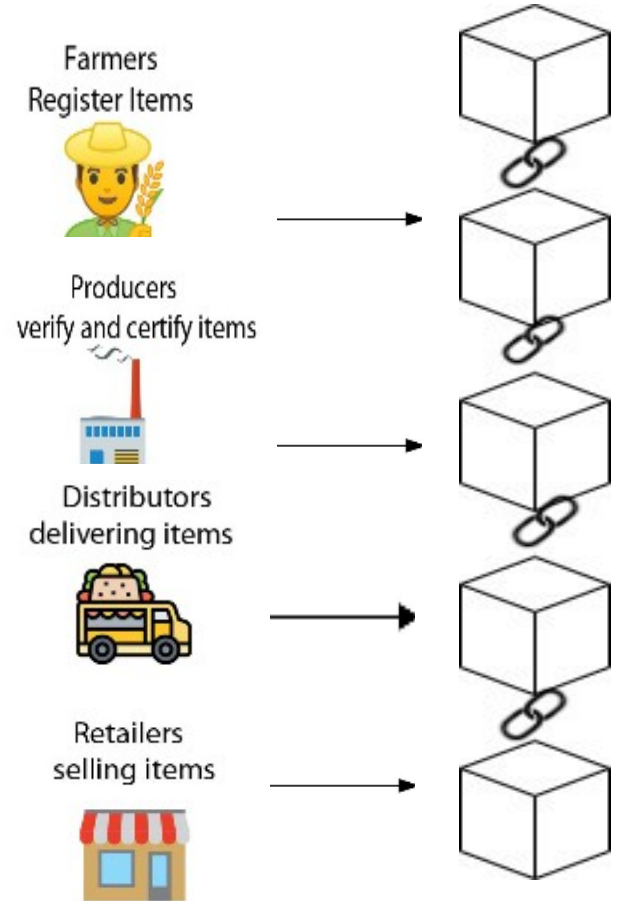 Farmers
Register Items
Producers
verify and certify items
Distributors
delivering items
Retailers
selling items